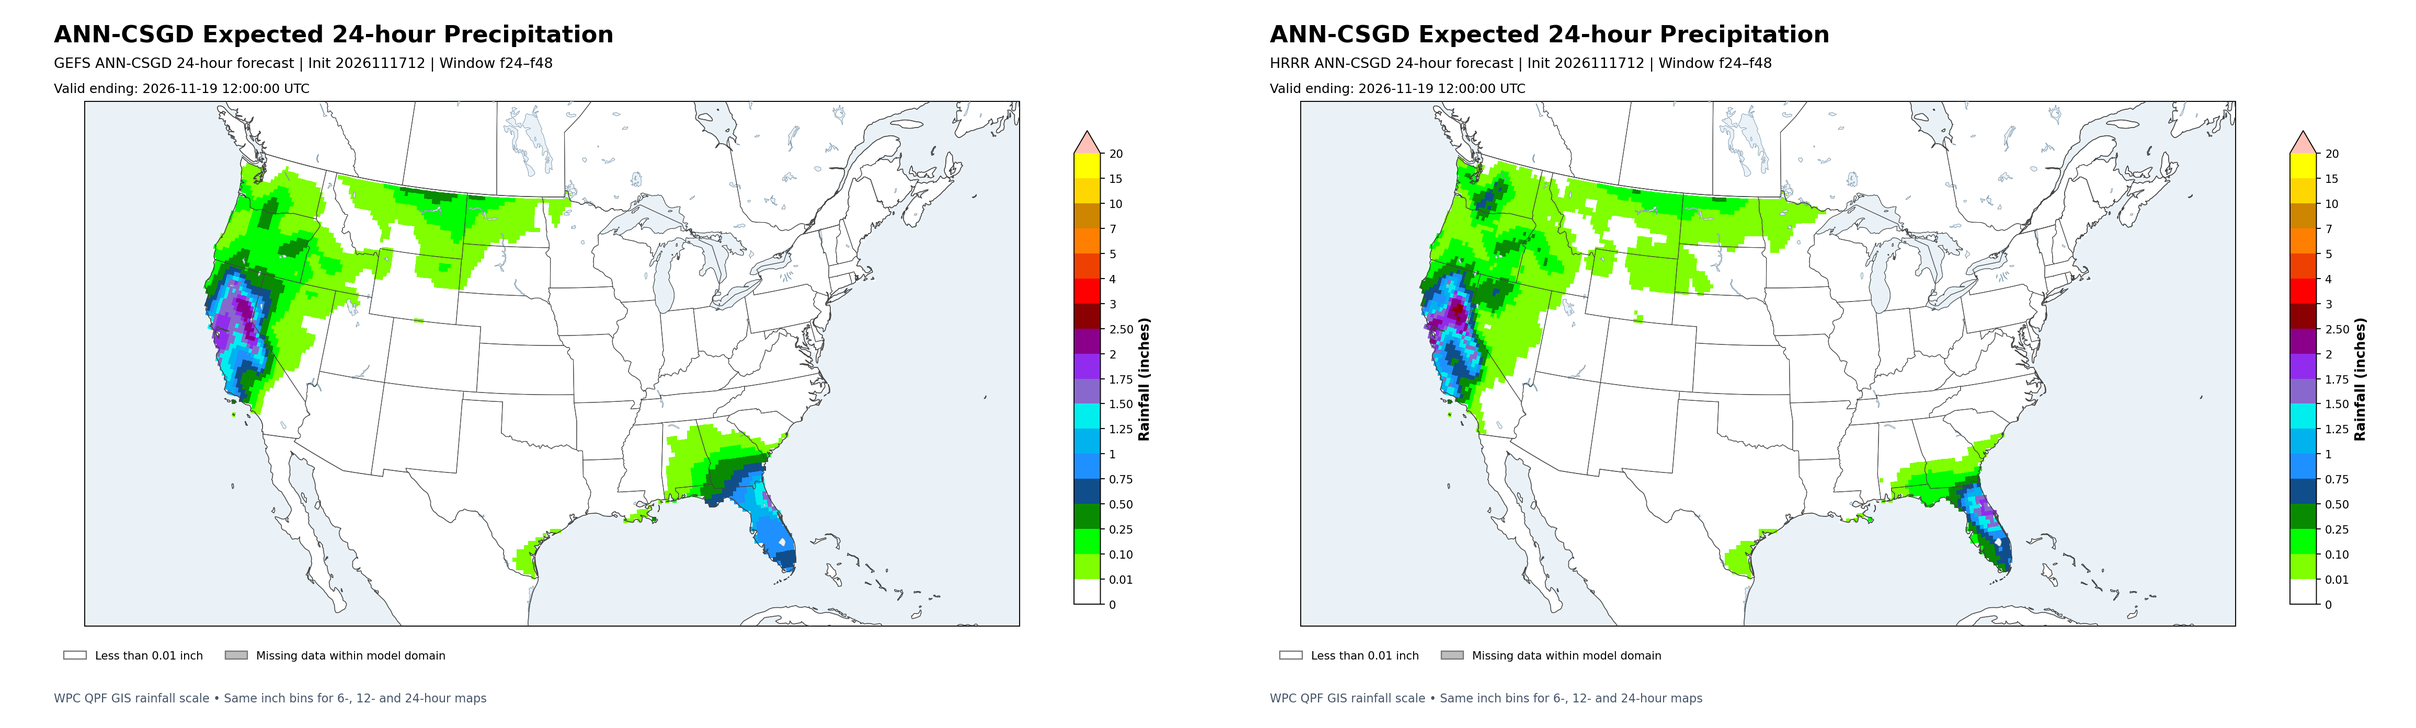 ANN-CSGD Expected 24-hour Precipitation
GEFS ANN-CSGD 24-hour forecast | Init 2026111712 | Window f24–f48
Valid ending: 2026-11-19 12:00:00 UTC
20
15
10
7
5
4
3
2.50
2
1.75
1.50
1.25
1
0.75
0.50
0.25
0.10
0.01
0
Rainfall (inches)
Less than 0.01 inch
Missing data within model domain
WPC QPF GIS rainfall scale • Same inch bins for 6-, 12- and 24-hour maps
ANN-CSGD Expected 24-hour Precipitation
HRRR ANN-CSGD 24-hour forecast | Init 2026111712 | Window f24–f48
Valid ending: 2026-11-19 12:00:00 UTC
20
15
10
7
5
4
3
2.50
2
1.75
1.50
1.25
1
0.75
0.50
0.25
0.10
0.01
0
Rainfall (inches)
Less than 0.01 inch
Missing data within model domain
WPC QPF GIS rainfall scale • Same inch bins for 6-, 12- and 24-hour maps